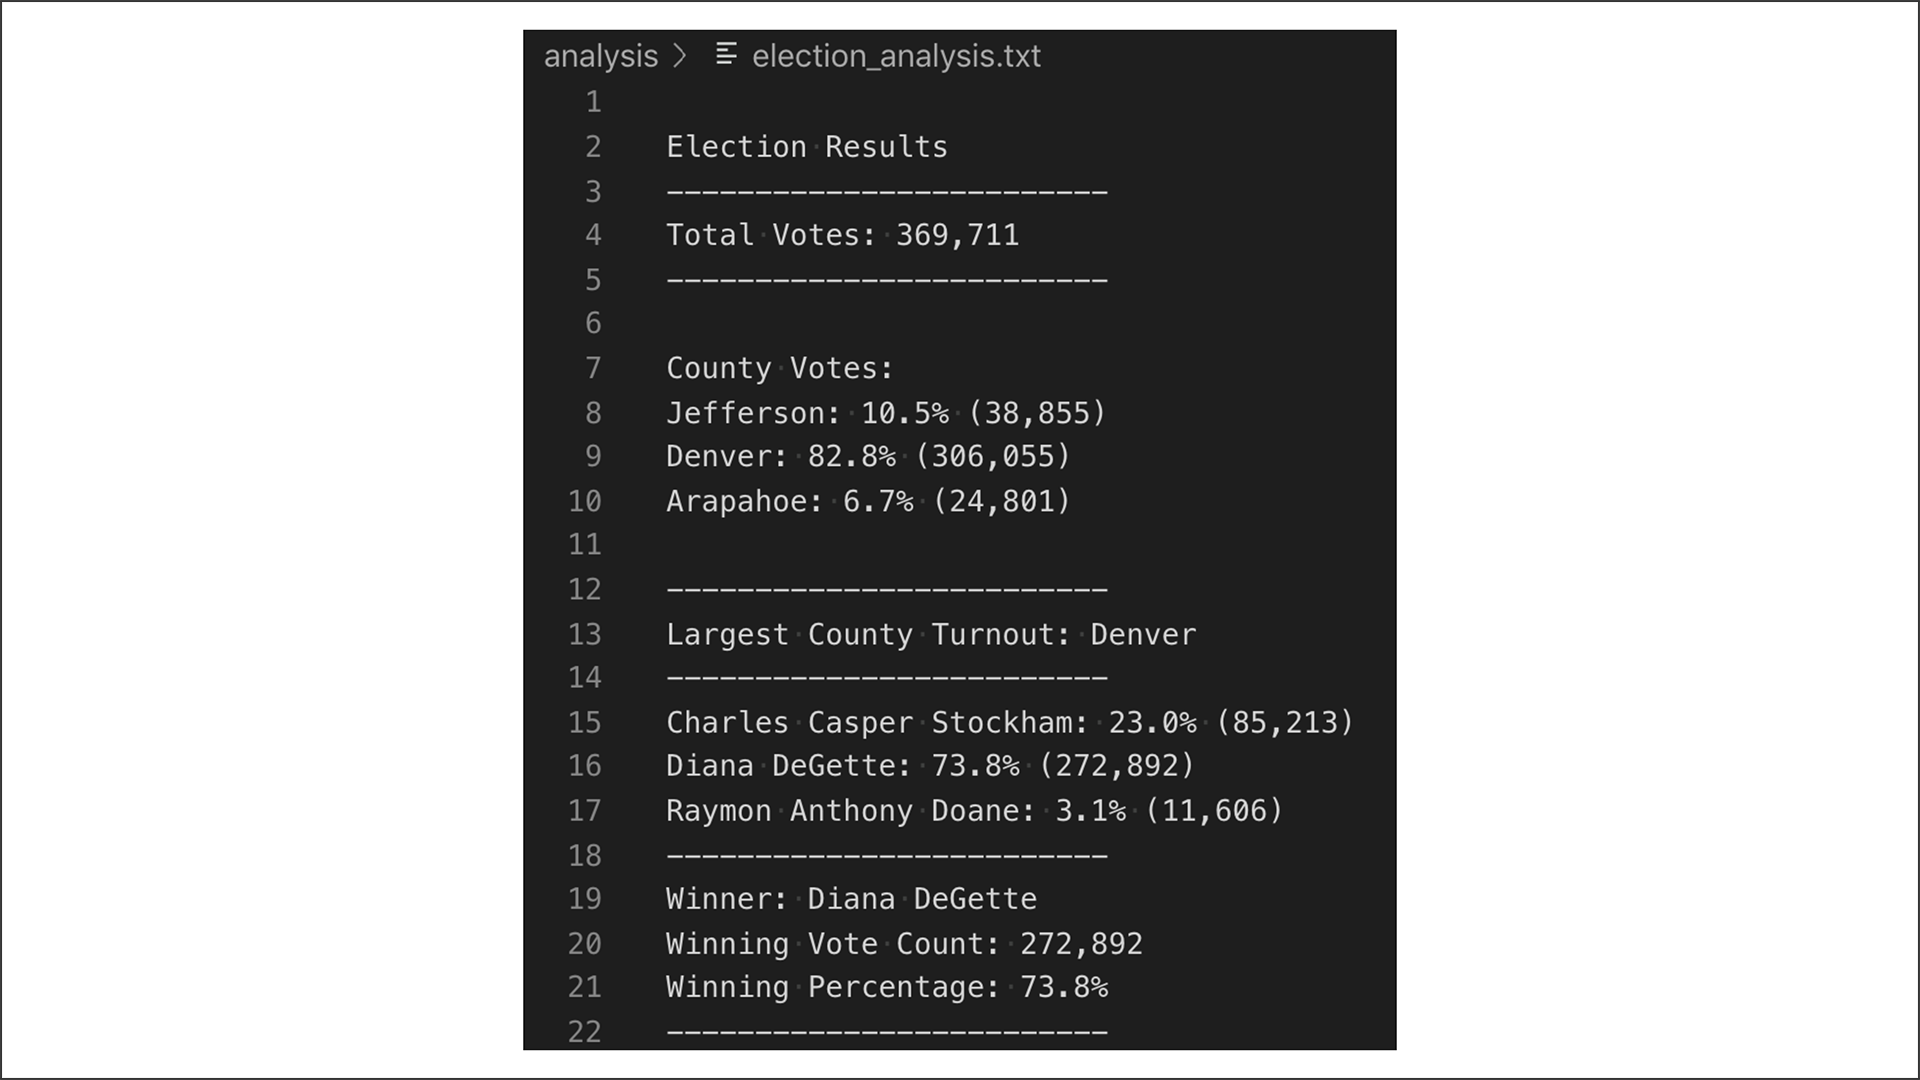 analysis > election_analysis.txt
1
2 Election Results
3 -------------------------
4 Total Votes: 369,711
5 -------------------------
6
7 County Votes:
8 Jefferson: 10.5% (38,855)
9 Denver: 82.8% (306,055)
10 Arapahoe: 6.7% (24,801)
11
12 -------------------------
13 Largest County Turnout: Denver
14 -------------------------
15 Charles Casper Stockham: 23.0% (85,213)
16 Diana DeGette: 73.8% (272,892)
17 Raymon Anthony Doane: 3.1% (11,606)
18 -------------------------
19 Winner: Diana DeGette
20 Winning Vote Count: 272,892
21 Winning Percentage: 73.8%
22 -------------------------